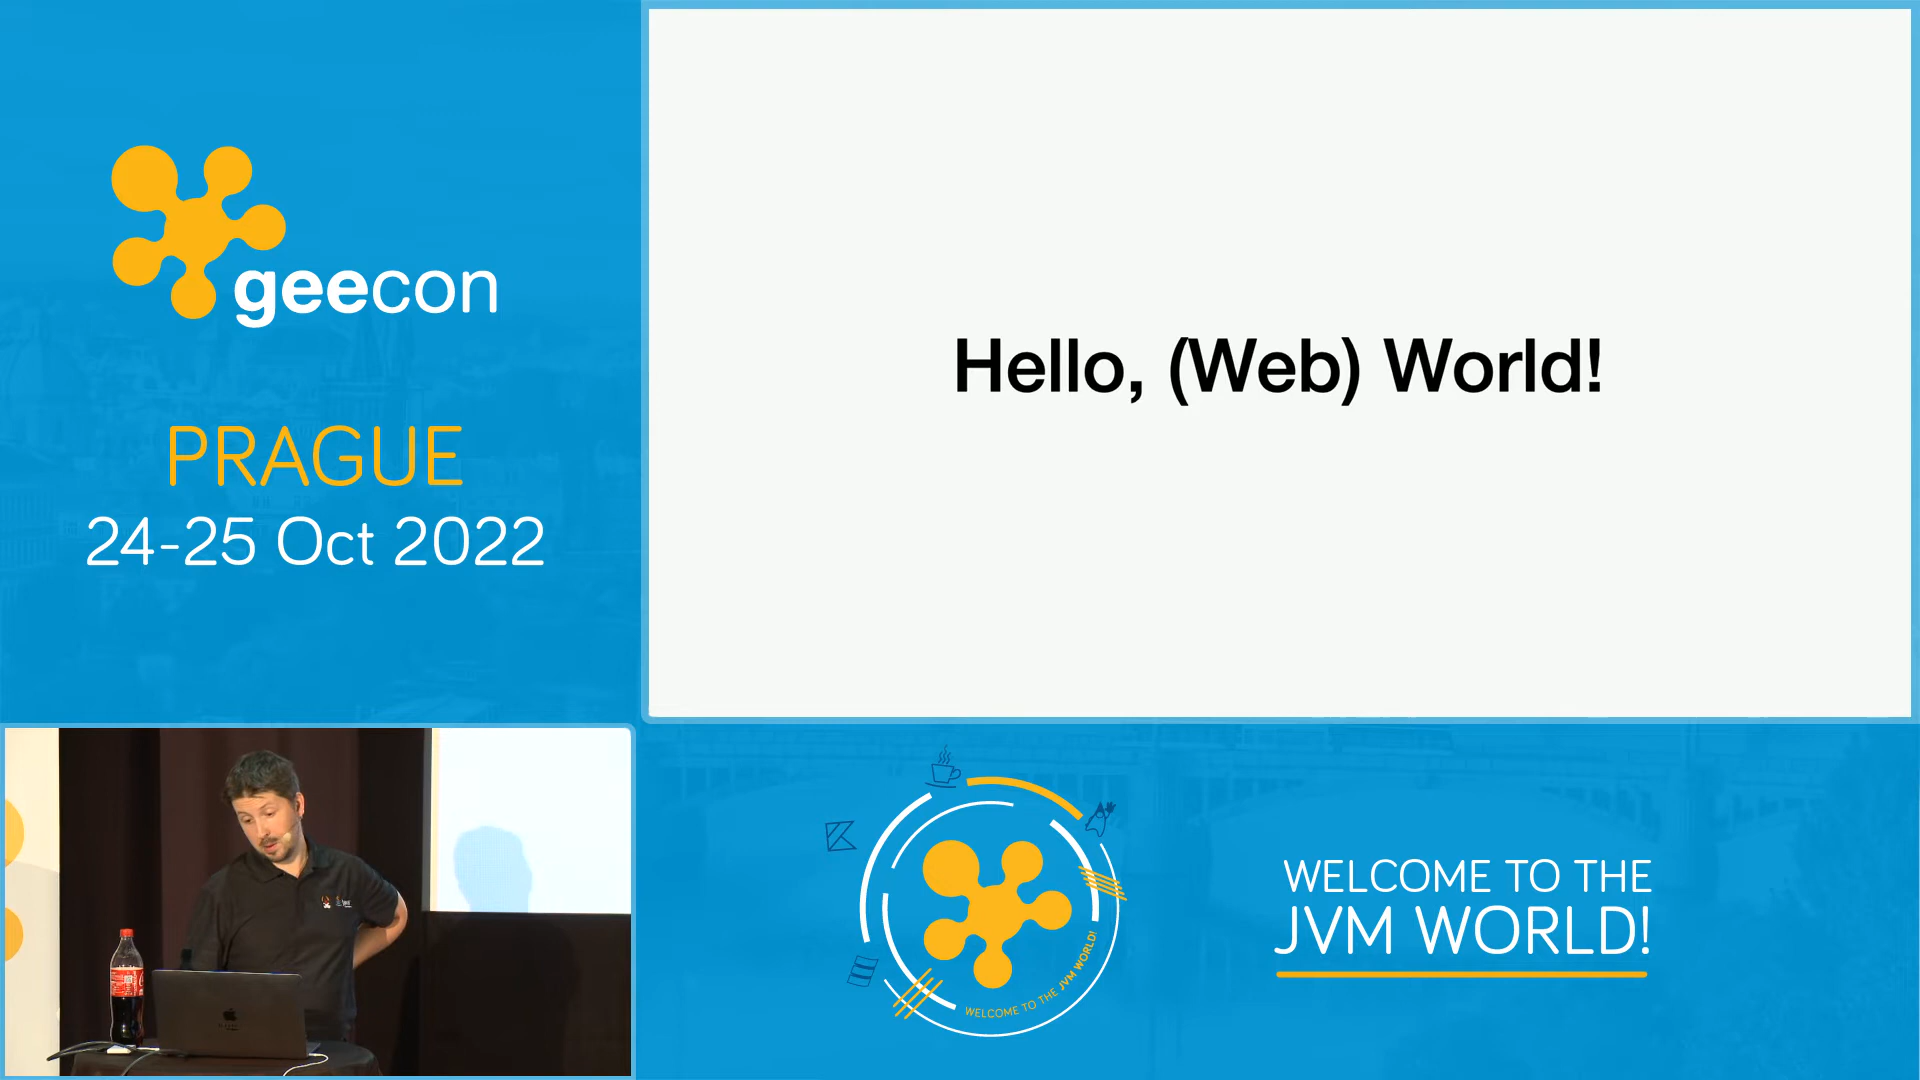 geecon
PRAGUE
24-25 Oct 2022
Hello, (Web) World!
WELCOME TO THE JVM WORLD!
WELCOME TO THE
JVM WORLD!